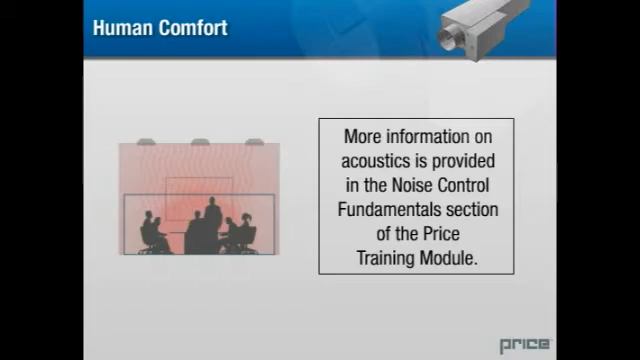 Human Comfort
More information on
acoustics is provided
in the Noise Control
Fundamentals section
of the Price
Training Module.
PRICE